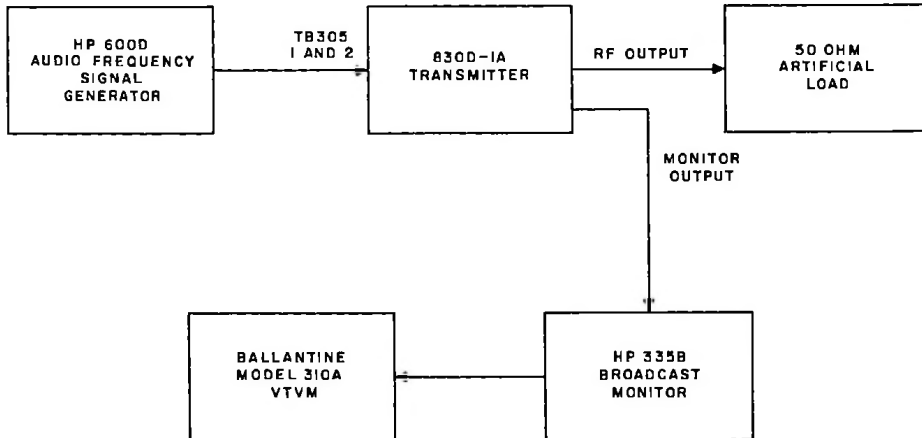 HP 600D
AUDIO FREQUENCY
SIGNAL
GENERATOR
TB305
1 AND 2
830D-1A
TRANSMITTER
RF OUTPUT
50 OHM
ARTIFICIAL
LOAD
MONITOR
OUTPUT
BALLANTINE
MODEL 310A
VTVM
HP 335B
BROADCAST
MONITOR